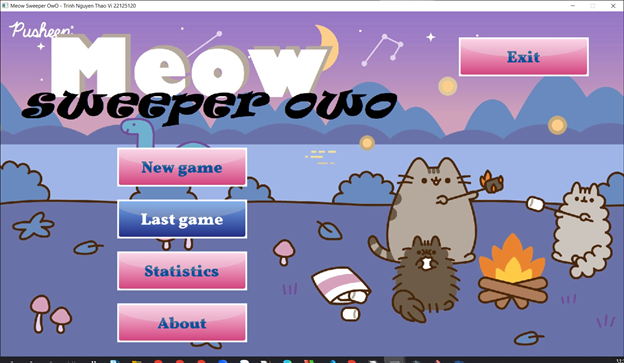 Meow Sweeper OwO - Trinh Nguyen Thao Vi 22125120
Pusheen
Meow
sweeper owo
Exit
New game
Last game
Statistics
About